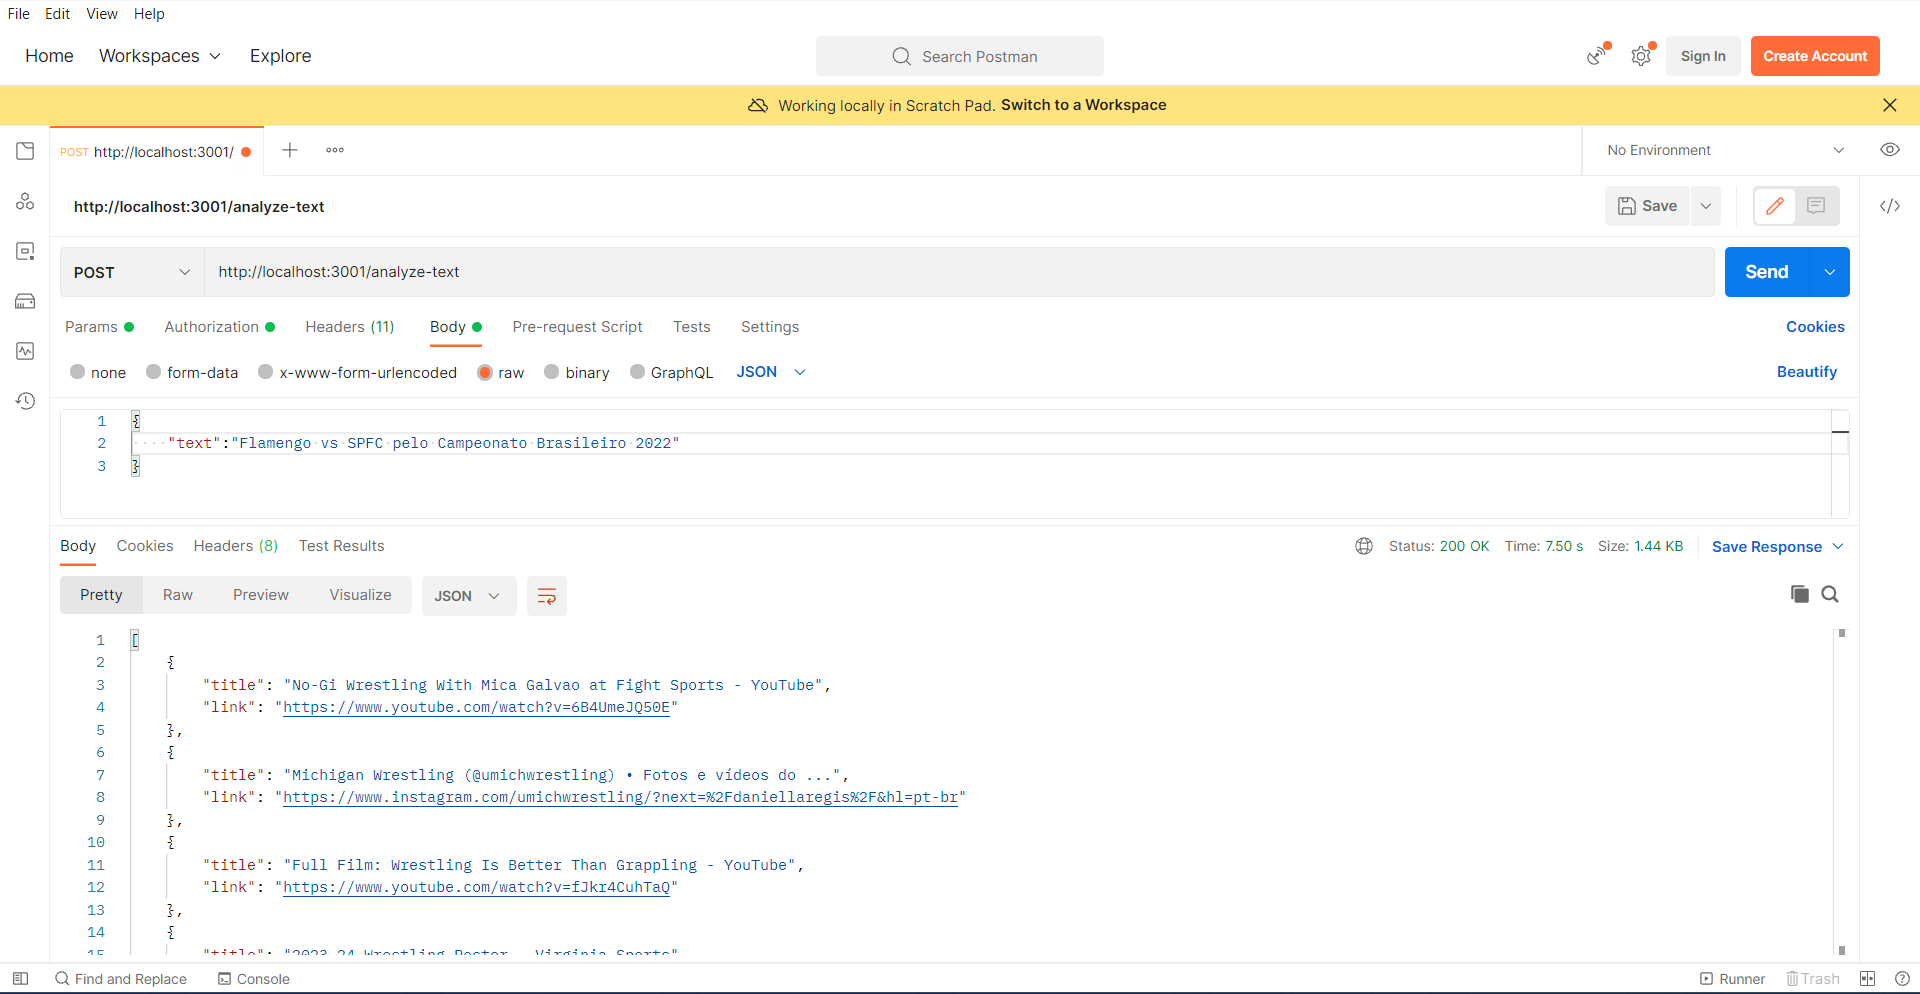 File Edit View Help
Home Workspaces Explore Search Postman Sign In Create Account
Working locally in Scratch Pad. Switch to a Workspace
POST http://localhost:3001/ No Environment
http://localhost:3001/analyze-text Save
POST http://localhost:3001/analyze-text Send
Params Authorization Headers (11) Body Pre-request Script Tests Settings Cookies
none form-data x-www-form-urlencoded raw binary GraphQL JSON Beautify
1 {
2 "text":"Flamengo vs SPFC pelo Campeonato Brasileiro 2022"
3 }
Body Cookies Headers (8) Test Results Status: 200 OK Time: 7.50 s Size: 1.44 KB Save Response
Pretty Raw Preview Visualize JSON
1 [
2 {
3 "title": "No-Gi Wrestling With Mica Galvao at Fight Sports - YouTube",
4 "link": "https://www.youtube.com/watch?v=6B4UmeJQ50E"
5 },
6 {
7 "title": "Michigan Wrestling (@umichwrestling) • Fotos e vídeos do ...",
8 "link": "https://www.instagram.com/umichwrestling/?next=%2Fdaniellaregis%2F&hl=pt-br"
9 },
10 {
11 "title": "Full Film: Wrestling Is Better Than Grappling - YouTube",
12 "link": "https://www.youtube.com/watch?v=fJkr4CuhTaQ"
13 },
14 {
15 "title": "2023-24 Wrestling Roster - Virginia Sports"
Find and Replace Console Runner Trash